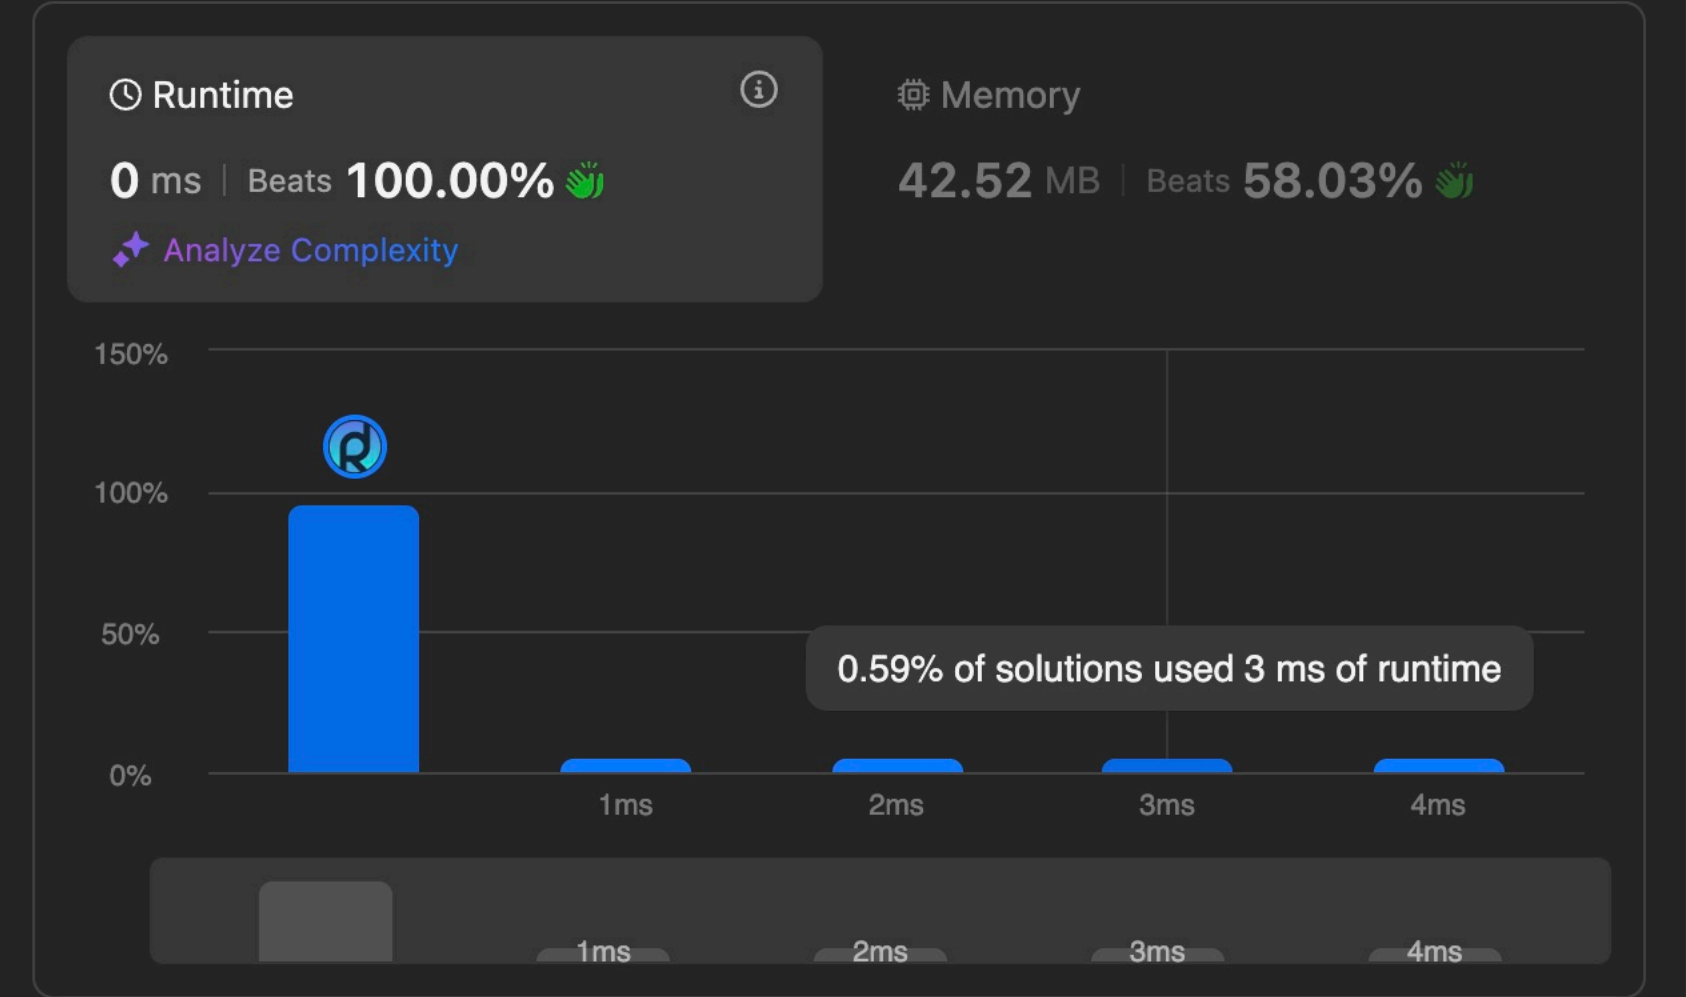 Runtime
0 ms | Beats 100.00%
Analyze Complexity
Memory
42.52 MB | Beats 58.03%
150%
100%
50%
0%
0.59% of solutions used 3 ms of runtime
1ms 2ms 3ms 4ms
1ms 2ms 3ms 4ms